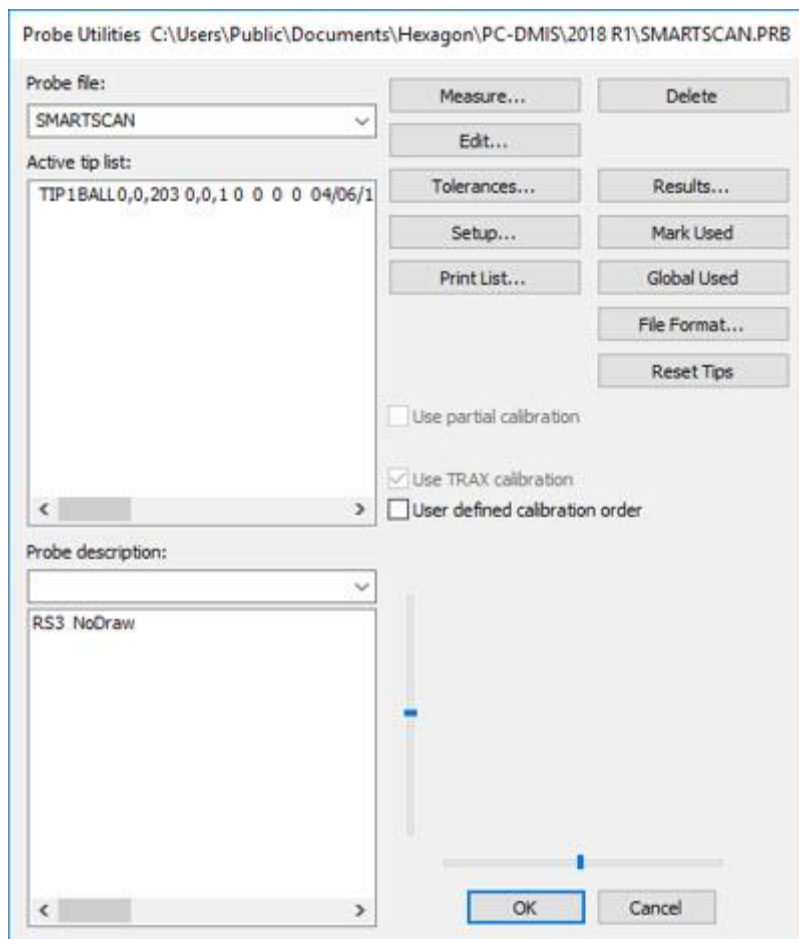 Probe Utilities C:\Users\Public\Documents\Hexagon\PC-DMIS\2018 R1\SMARTSCAN.PRB
Probe file:
SMARTSCAN
Active tip list:
TIP1BALL0,0,203 0,0,1 0 0 0 0 04/06/1
Measure...
Delete
Edit...
Tolerances...
Results...
Setup...
Mark Used
Print List...
Global Used
File Format...
Reset Tips
Use partial calibration
Use TRAX calibration
User defined calibration order
Probe description:
RS3 NoDraw
OK
Cancel